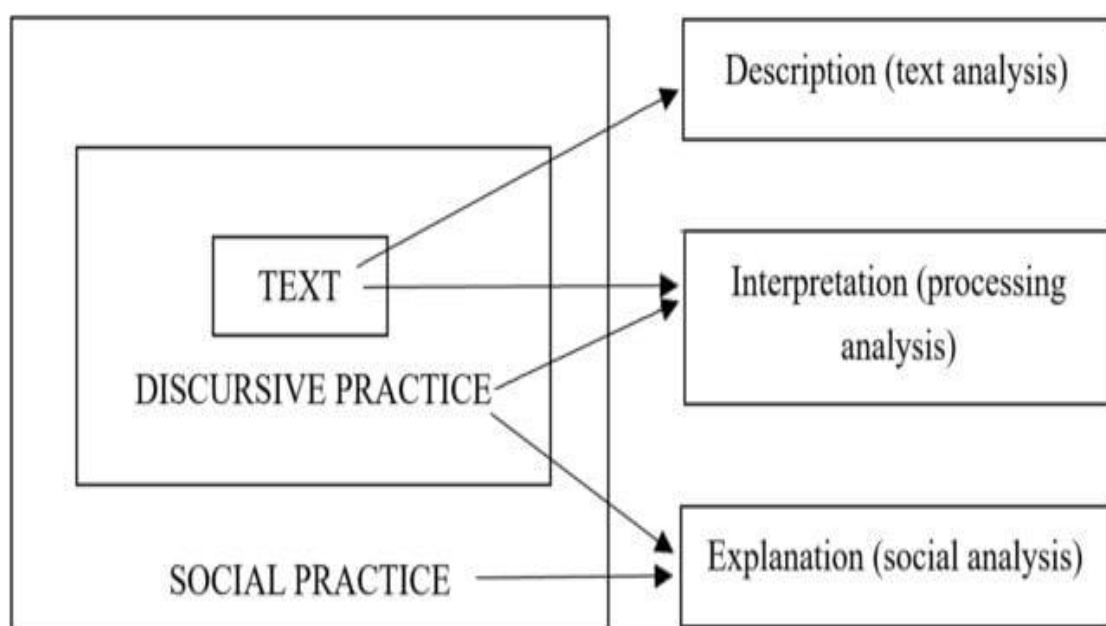 Description (text analysis)
TEXT
Interpretation (processing
analysis)
DISCURSIVE PRACTICE
SOCIAL PRACTICE
Explanation (social analysis)